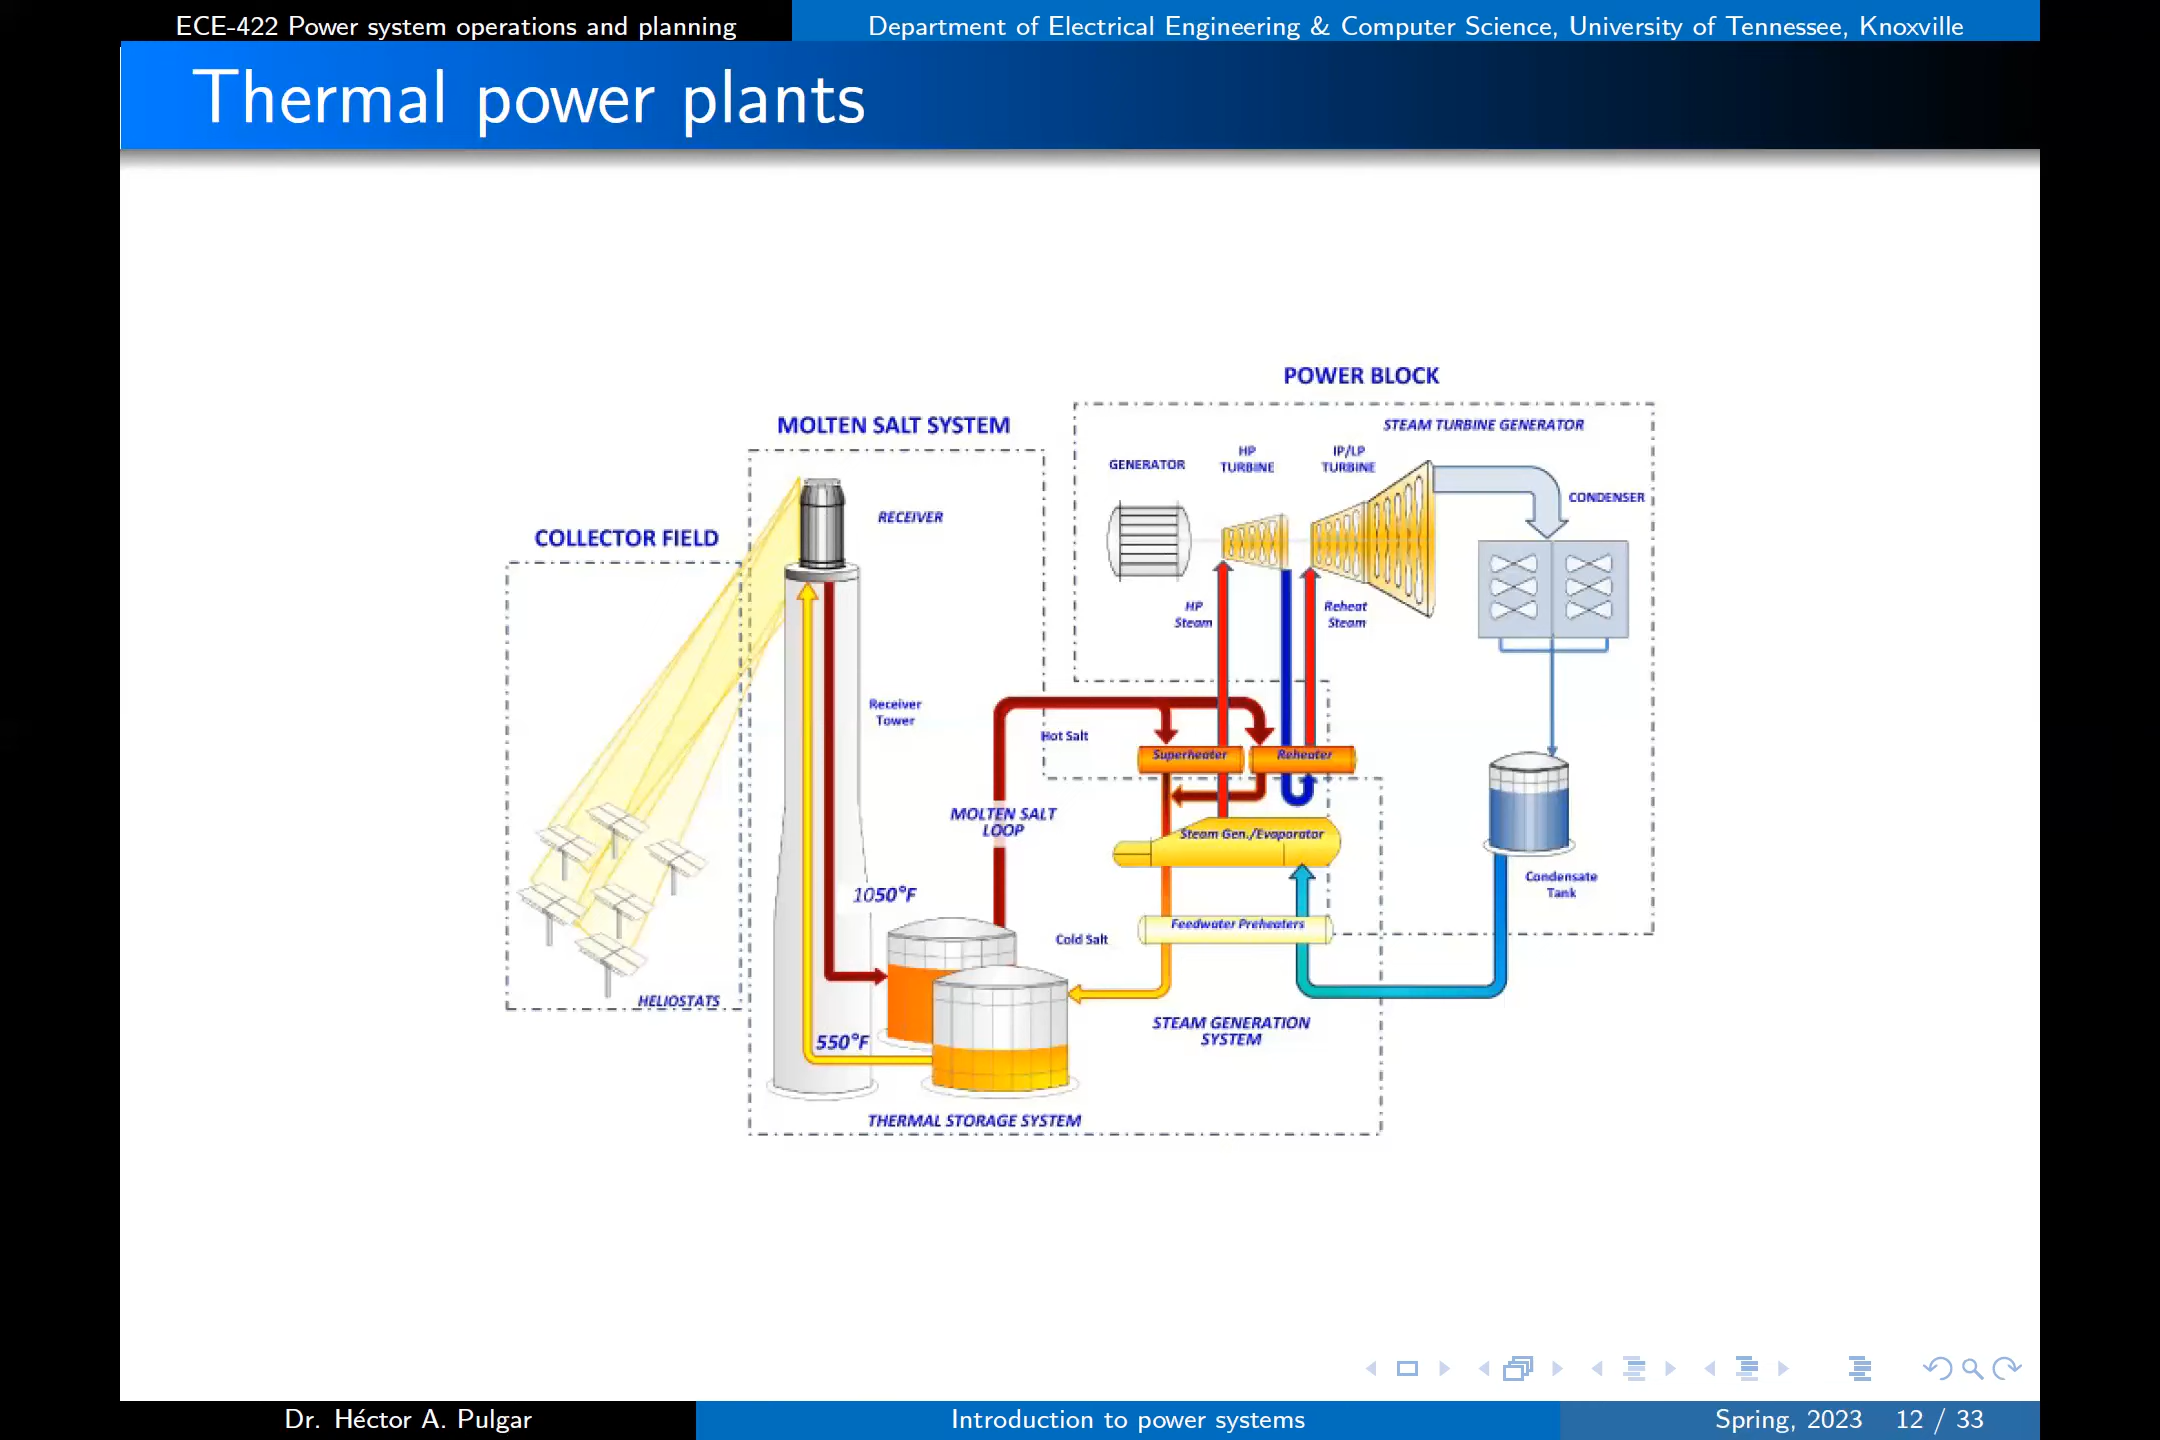 ECE-422 Power system operations and planning
Department of Electrical Engineering & Computer Science, University of Tennessee, Knoxville
Thermal power plants
POWER BLOCK
STEAM TURBINE GENERATOR
MOLTEN SALT SYSTEM
GENERATOR
HP
TURBINE
IP/LP
TURBINE
CONDENSER
RECEIVER
COLLECTOR FIELD
HP
Steam
Reheat
Steam
Receiver
Tower
Hot Salt
Superheater
Reheater
MOLTEN SALT
LOOP
Steam Gen./Evaporator
1050°F
Condensate
Tank
Feedwater Preheaters
Cold Salt
HELIOSTATS
STEAM GENERATION
SYSTEM
550°F
THERMAL STORAGE SYSTEM
Dr. Héctor A. Pulgar
Introduction to power systems
Spring, 2023
12 / 33